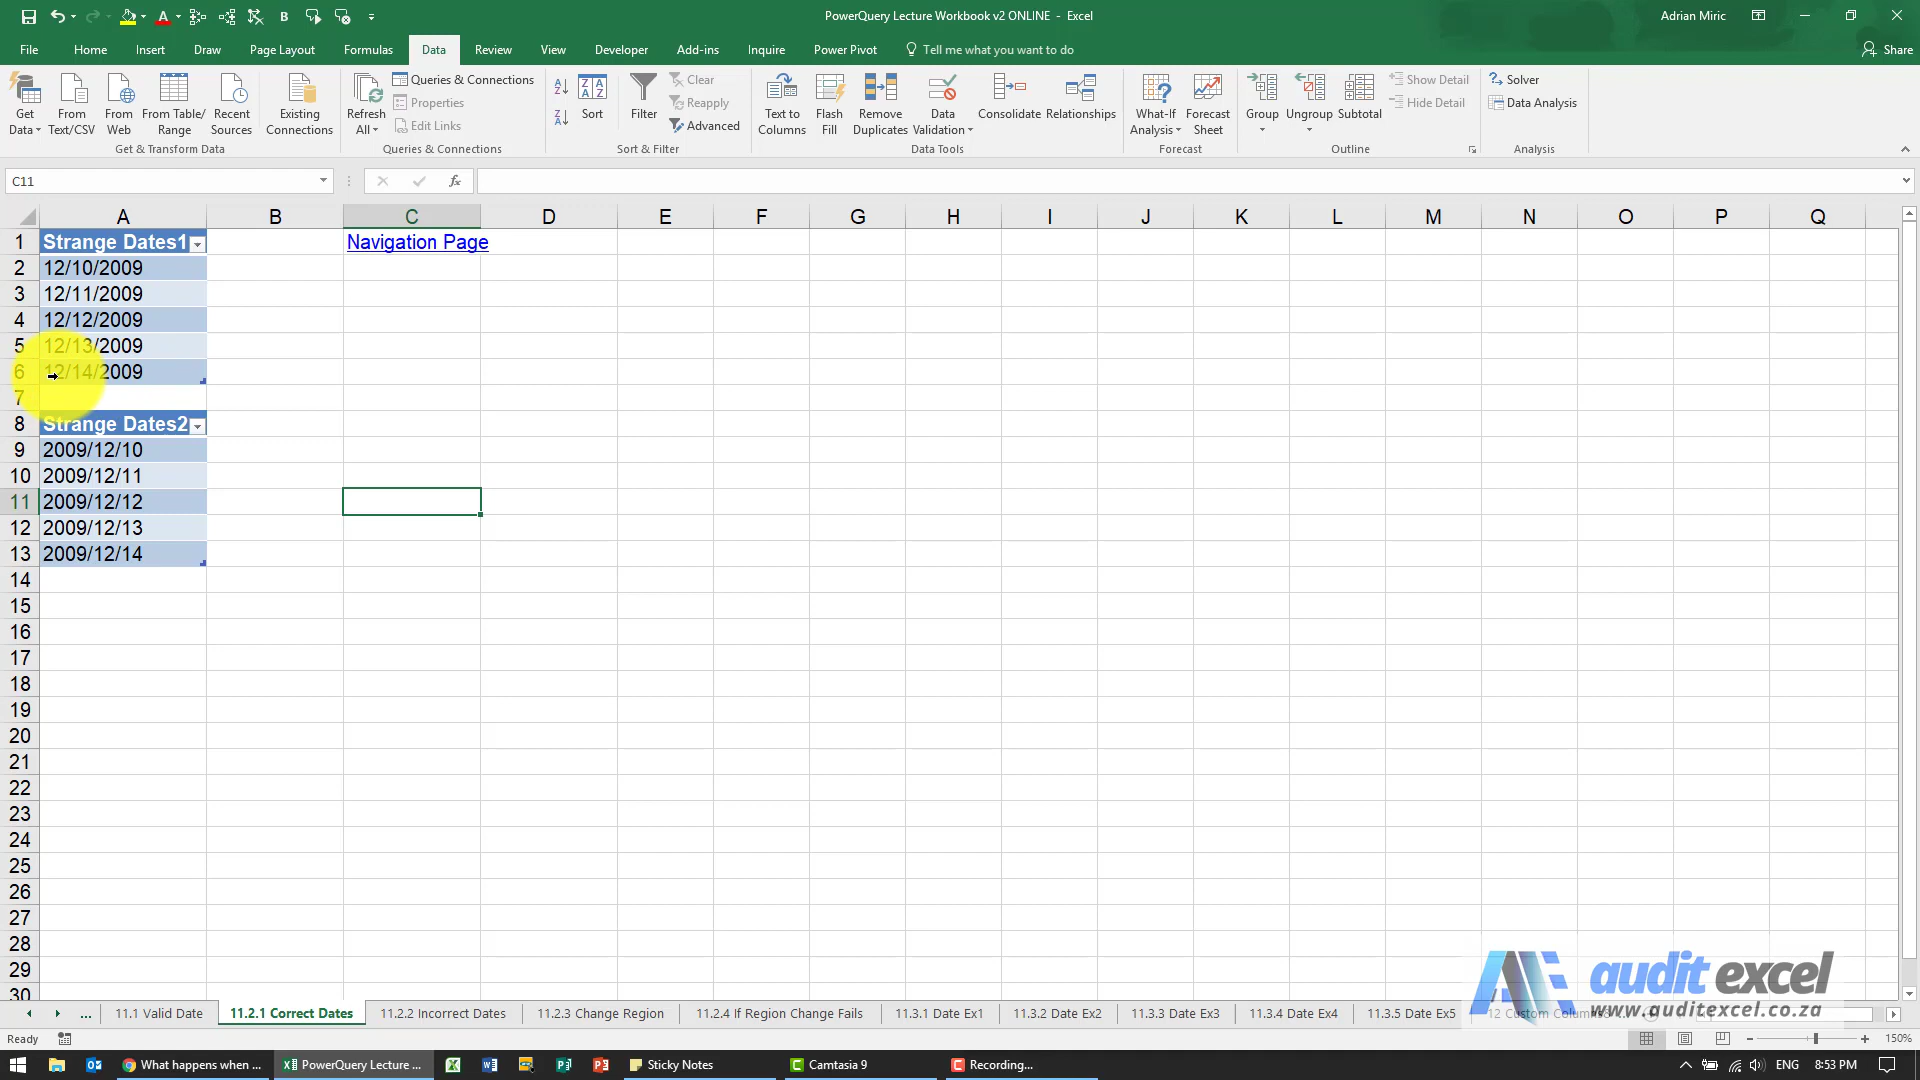 PowerQuery Lecture Workbook v2 ONLINE - Excel
Adrian Miric
File Home Insert Draw Page Layout Formulas Data Review View Developer Add-ins Inquire Power Pivot Tell me what you want to do Share
Get Data
From Text/CSV
From Web
From Table/ Range
Recent Sources
Existing Connections
Get & Transform Data
Refresh All
Queries & Connections
Properties
Edit Links
Queries & Connections
Sort
Filter
Clear
Reapply
Advanced
Sort & Filter
Text to Columns
Flash Fill
Remove Duplicates
Data Validation
Consolidate
Relationships
Data Tools
What-If Analysis
Forecast Sheet
Forecast
Group
Ungroup
Subtotal
Show Detail
Hide Detail
Outline
Solver
Data Analysis
Analysis
C11
fx
A B C D E F G H I J K L M N O P Q
1 Strange Dates1 Navigation Page
2 12/10/2009
3 12/11/2009
4 12/12/2009
5 12/13/2009
6 12/14/2009
7
8 Strange Dates2
9 2009/12/10
10 2009/12/11
11 2009/12/12
12 2009/12/13
13 2009/12/14
14
15
16
17
18
19
20
21
22
23
24
25
26
27
28
29
30
audit excel
www.auditexcel.co.za
... 11.1 Valid Date 11.2.1 Correct Dates 11.2.2 Incorrect Dates 11.2.3 Change Region 11.2.4 If Region Change Fails 11.3.1 Date Ex1 11.3.2 Date Ex2 11.3.3 Date Ex3 11.3.4 Date Ex4 11.3.5 Date Ex5 12 Custom
Ready 150%
What happens when ... PowerQuery Lecture ... Sticky Notes Camtasia 9 Recording... ENG 8:53 PM